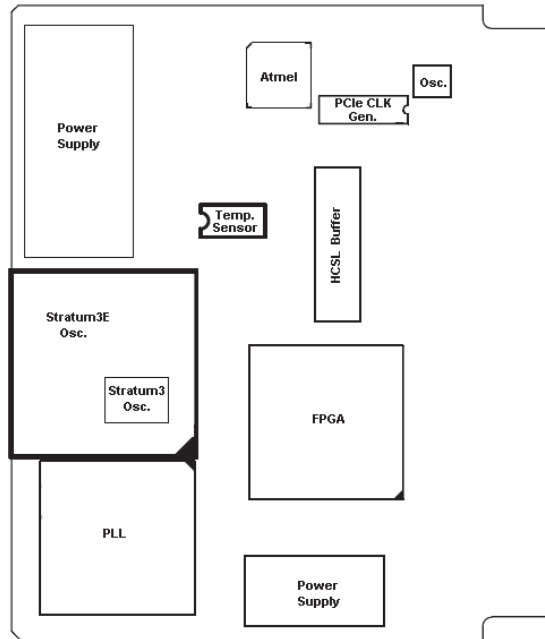 Atmel
Osc.
PCIe CLK
Gen.
Power
Supply
Temp.
Sensor
HCSL Buffer
Stratum3E
Osc.
Stratum3
Osc.
FPGA
PLL
Power
Supply